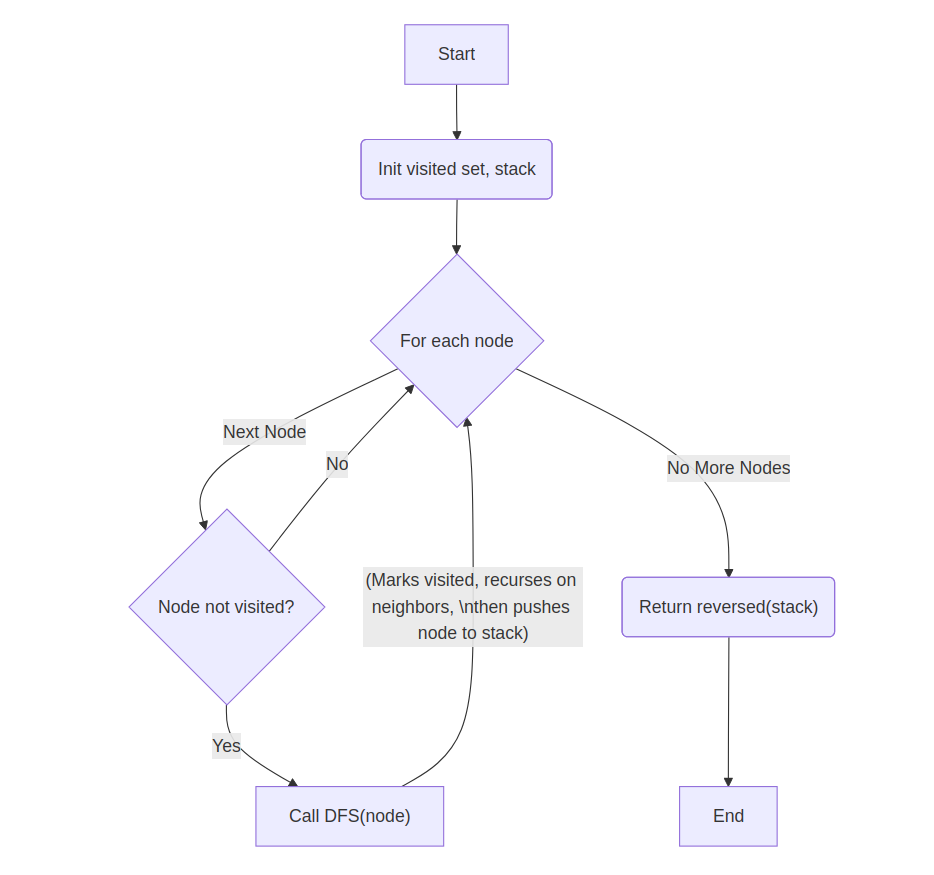 Start
Init visited set, stack
For each node
Next Node
No
No More Nodes
(Marks visited, recurses on
neighbors, \nthen pushes
node to stack)
Node not visited?
Return reversed(stack)
Yes
Call DFS(node)
End